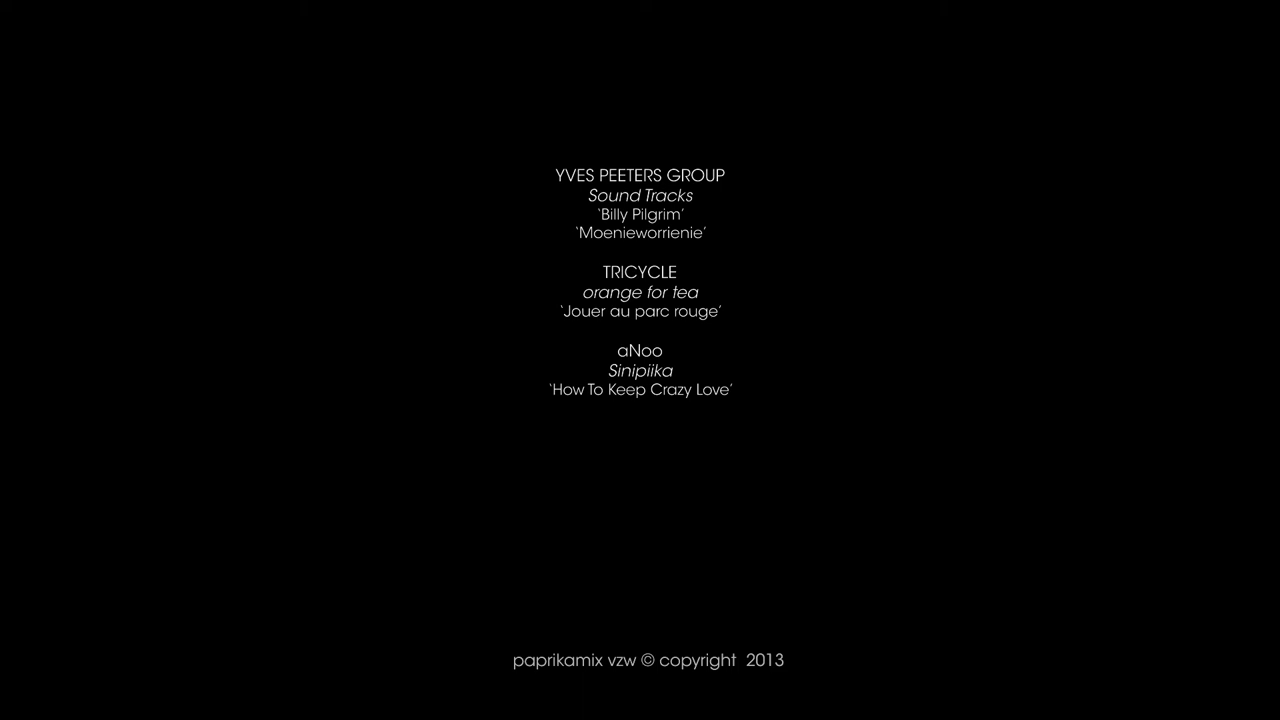 YVES PEETERS GROUP
Sound Tracks
‘Billy Pilgrim’
‘Moenieworrienie’
TRICYCLE
orange for tea
‘Jouer au parc rouge’
aNoo
Sinipiika
‘How To Keep Crazy Love’
paprikamix vzw © copyright 2013